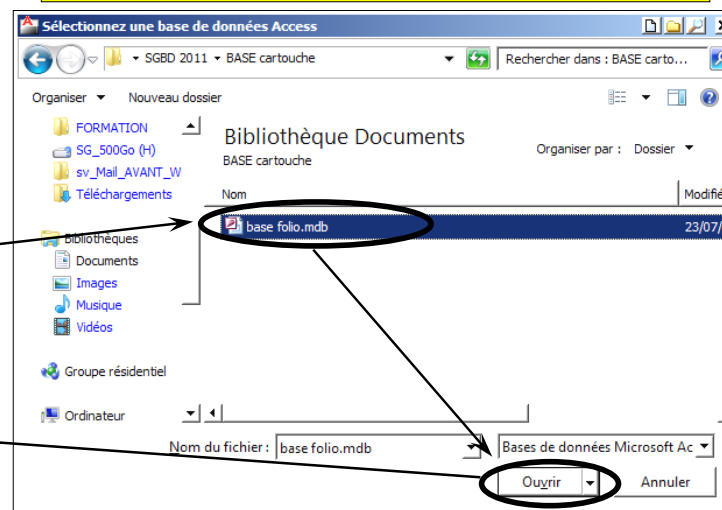 Sélectionnez une base de données Access
SGBD 2011 BASE cartouche
Rechercher dans : BASE carto...
Organiser Nouveau dossier
FORMATION
SG_500Go (H)
sv_Mail_AVANT_W
Téléchargements
Bibliothèques
Documents
Images
Musique
Vidéos
Groupe résidentiel
Ordinateur
Bibliothèque Documents
BASE cartouche
Organiser par : Dossier
Nom Modifié
base folio.mdb 23/07/
Nom du fichier : base folio.mdb
Bases de données Microsoft Ac
Ouvrir Annuler